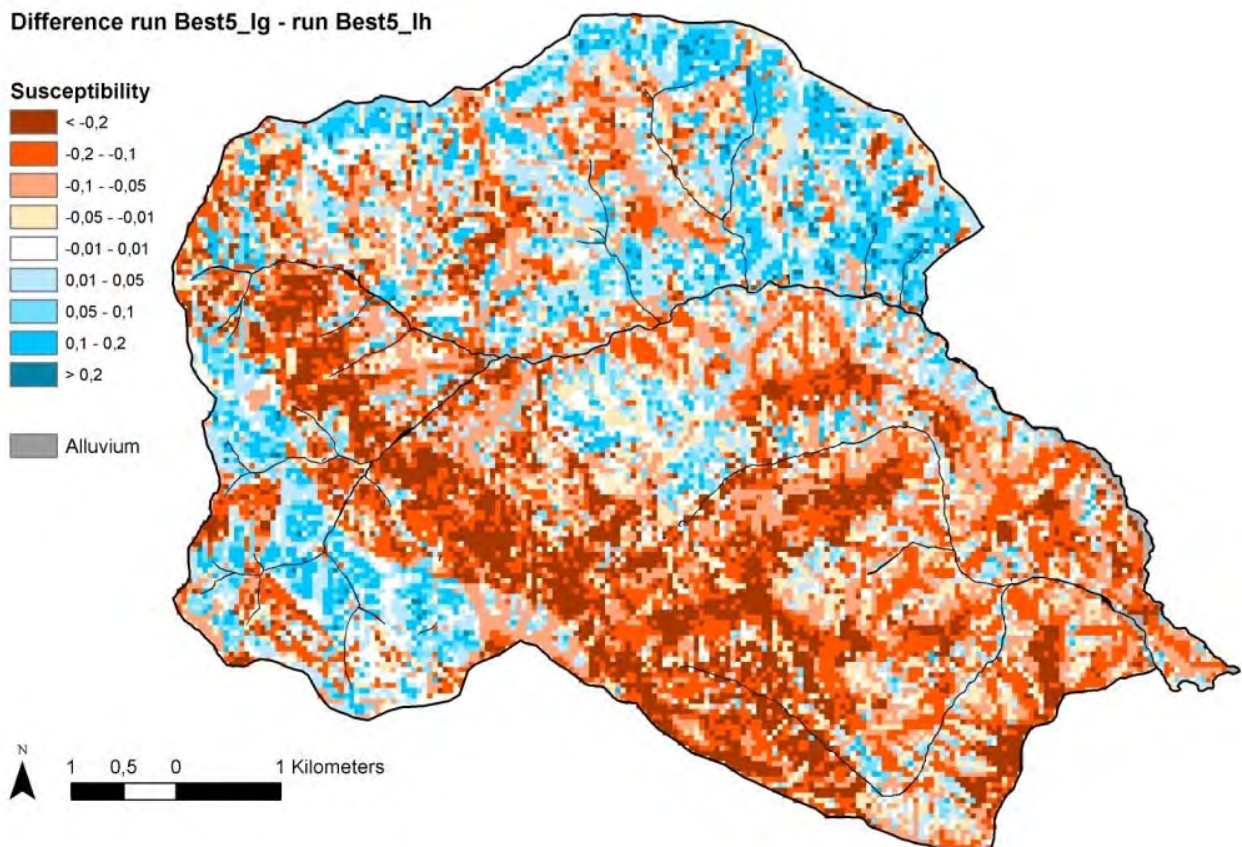 Difference run Best5_lg - run Best5_lh
Susceptibility
< -0,2
-0,2 - -0,1
-0,1 - -0,05
-0,05 - -0,01
-0,01 - 0,01
0,01 - 0,05
0,05 - 0,1
0,1 - 0,2
> 0,2
Alluvium
N
1 0,5 0 1 Kilometers